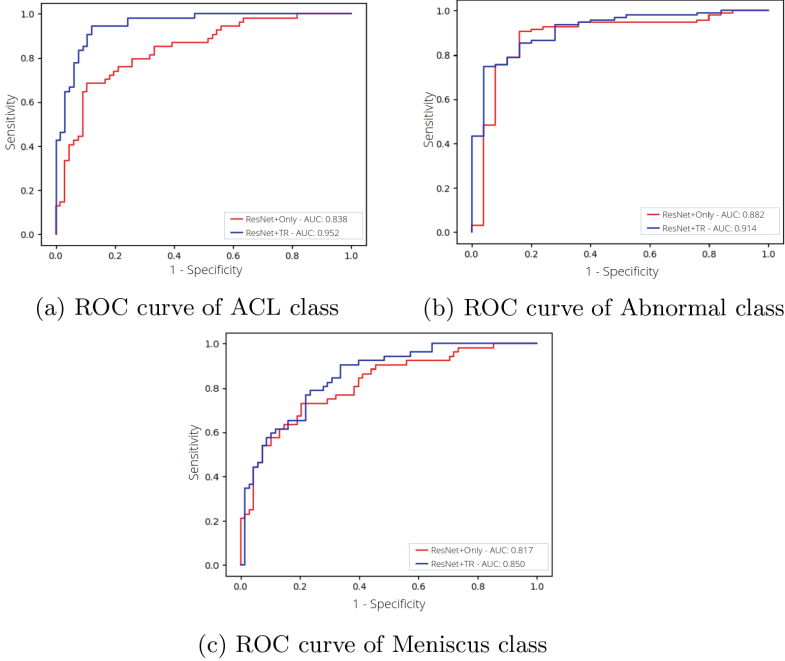 1.0
0.8
0.6
0.4
0.2
0.0
Sensitivity
ResNet+Only - AUC: 0.838
ResNet+TR - AUC: 0.952
0.0 0.2 0.4 0.6 0.8 1.0
1 - Specificity
(a) ROC curve of ACL class
1.0
0.8
0.6
0.4
0.2
0.0
Sensitivity
ResNet+Only - AUC: 0.882
ResNet+TR - AUC: 0.914
0.0 0.2 0.4 0.6 0.8 1.0
1 - Specificity
(b) ROC curve of Abnormal class
1.0
0.8
0.6
0.4
0.2
0.0
Sensitivity
ResNet+Only - AUC: 0.817
ResNet+TR - AUC: 0.850
0.0 0.2 0.4 0.6 0.8 1.0
1 - Specificity
(c) ROC curve of Meniscus class